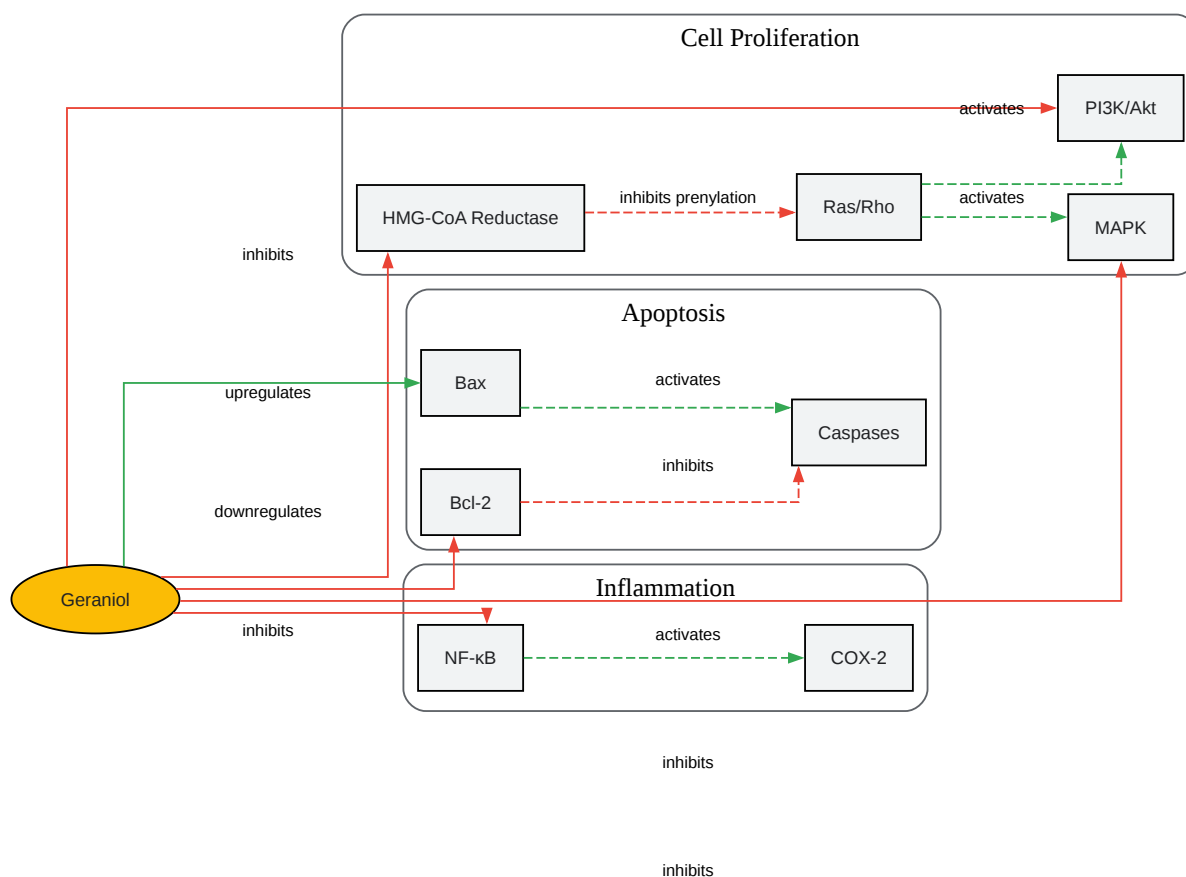 Cell Proliferation
activates
PI3K/Akt
inhibits prenylation
Ras/Rho
activates
HMG-CoA Reductase
MAPK
inhibits
Apoptosis
Bax
activates
upregulates
Caspases
inhibits
Bcl-2
downregulates
Geraniol
Inflammation
inhibits
activates
NF-κB
COX-2
inhibits
inhibits